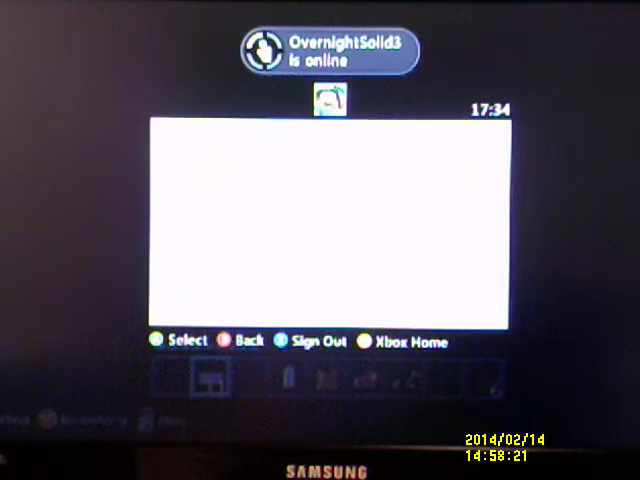 OvernightSolid3
is online
17:34
A Select B Back X Sign Out Y Xbox Home
2014/02/14
14:58:21
SAMSUNG